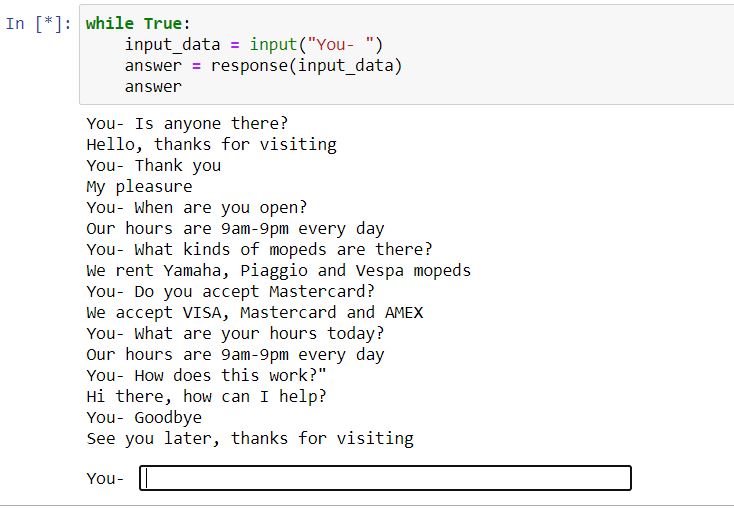 In [*]: while True:
    input_data = input("You- ")
    answer = response(input_data)
    answer
You- Is anyone there?
Hello, thanks for visiting
You- Thank you
My pleasure
You- When are you open?
Our hours are 9am-9pm every day
You- What kinds of mopeds are there?
We rent Yamaha, Piaggio and Vespa mopeds
You- Do you accept Mastercard?
We accept VISA, Mastercard and AMEX
You- What are your hours today?
Our hours are 9am-9pm every day
You- How does this work?"
Hi there, how can I help?
You- Goodbye
See you later, thanks for visiting
You-